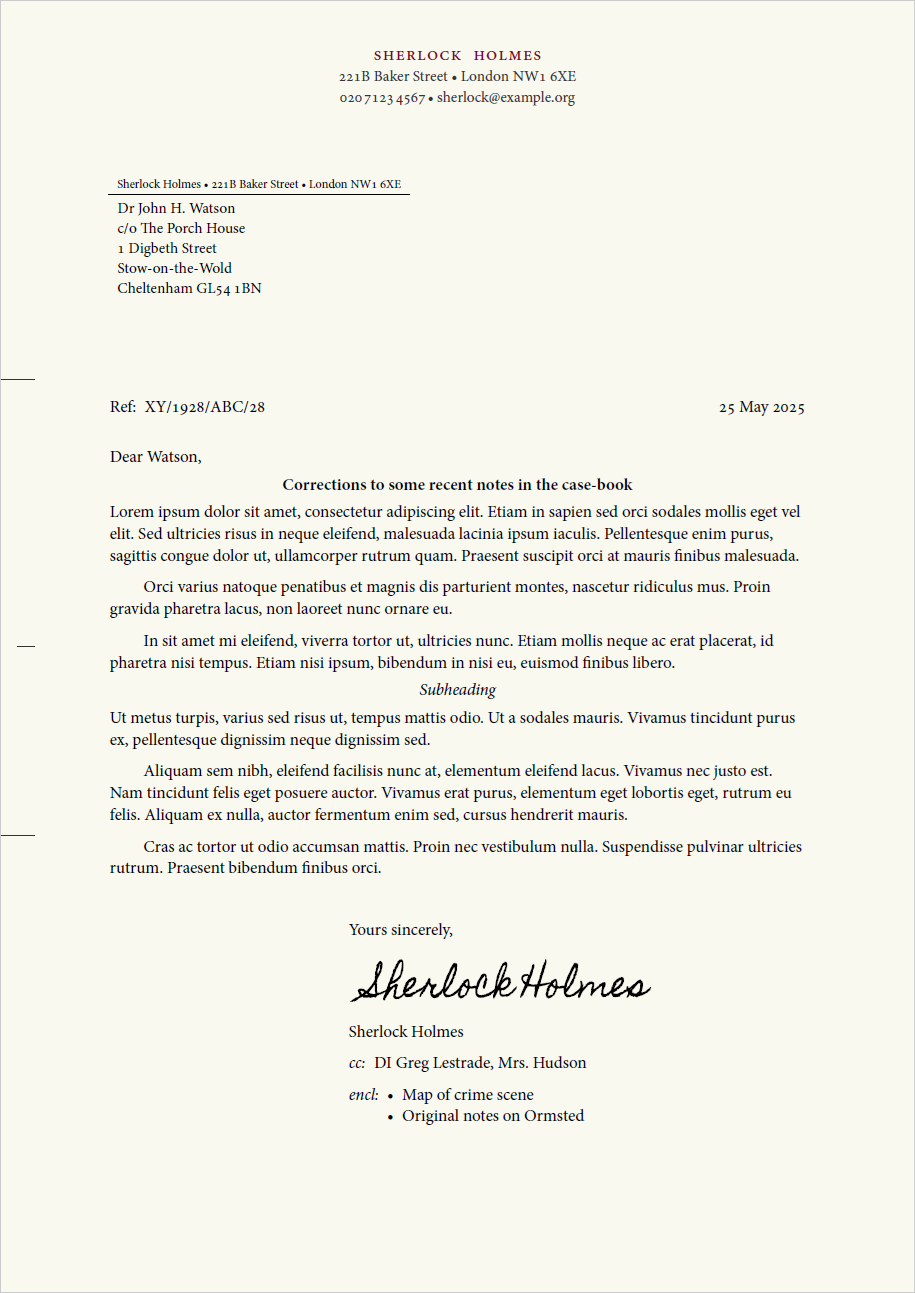 SHERLOCK HOLMES
221B Baker Street • London NW1 6XE
020 7123 4567 • sherlock@example.org
Sherlock Holmes • 221B Baker Street • London NW1 6XE
Dr John H. Watson
c/o The Porch House
1 Digbeth Street
Stow-on-the-Wold
Cheltenham GL54 1BN
Ref: XY/1928/ABC/28 25 May 2025
Dear Watson,
Corrections to some recent notes in the case-book
Lorem ipsum dolor sit amet, consectetur adipiscing elit. Etiam in sapien sed orci sodales mollis eget vel
elit. Sed ultricies risus in neque eleifend, malesuada lacinia ipsum iaculis. Pellentesque enim purus,
sagittis congue dolor ut, ullamcorper rutrum quam. Praesent suscipit orci at mauris finibus malesuada.
Orci varius natoque penatibus et magnis dis parturient montes, nascetur ridiculus mus. Proin
gravida pharetra lacus, non laoreet nunc ornare eu.
In sit amet mi eleifend, viverra tortor ut, ultricies nunc. Etiam mollis neque ac erat placerat, id
pharetra nisi tempus. Etiam nisi ipsum, bibendum in nisi eu, euismod finibus libero.
Subheading
Ut metus turpis, varius sed risus ut, tempus mattis odio. Ut a sodales mauris. Vivamus tincidunt purus
ex, pellentesque dignissim neque dignissim sed.
Aliquam sem nibh, eleifend facilisis nunc at, elementum eleifend lacus. Vivamus nec justo est.
Nam tincidunt felis eget posuere auctor. Vivamus erat purus, elementum eget lobortis eget, rutrum eu
felis. Aliquam ex nulla, auctor fermentum enim sed, cursus hendrerit mauris.
Cras ac tortor ut odio accumsan mattis. Proin nec vestibulum nulla. Suspendisse pulvinar ultricies
rutrum. Praesent bibendum finibus orci.
Yours sincerely,
Sherlock Holmes
Sherlock Holmes
cc: DI Greg Lestrade, Mrs. Hudson
encl: • Map of crime scene
• Original notes on Ormsted